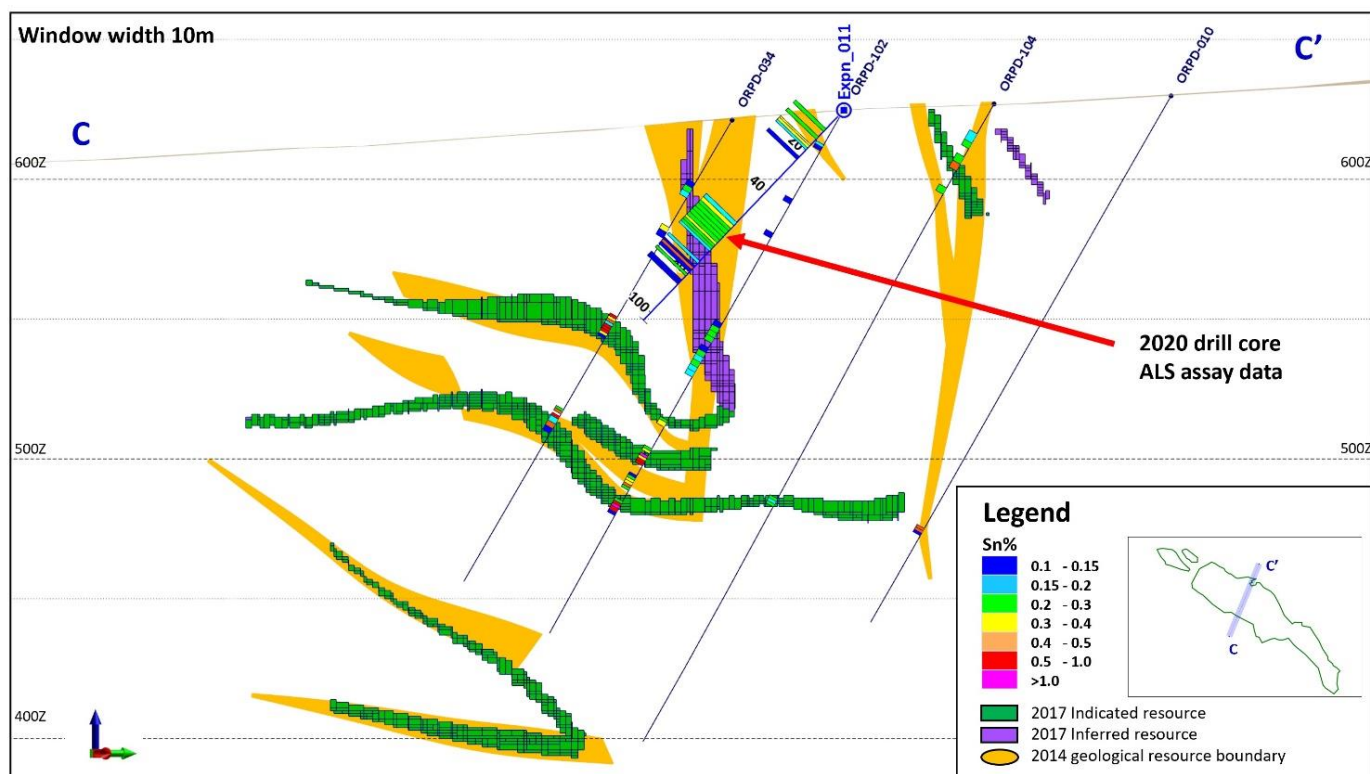 Window width 10m
C
C’
ORPD-034
Expn_011
ORPD-102
ORPD-104
ORPD-010
600Z
600Z
20
40
100
500Z
500Z
400Z
2020 drill core
ALS assay data
Legend
Sn%
0.1 - 0.15
0.15 - 0.2
0.2 - 0.3
0.3 - 0.4
0.4 - 0.5
0.5 - 1.0
>1.0
2017 Indicated resource
2017 Inferred resource
2014 geological resource boundary
C’
C